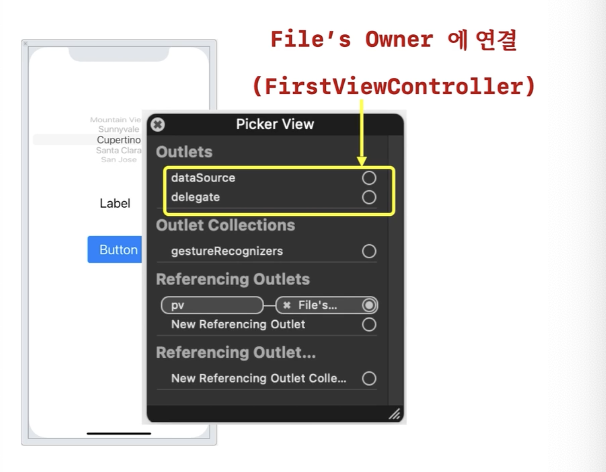 File's Owner 에 연결
(FirstViewController)
Mountain Vie
Sunnyvale
Cupertino
Santa Clara
San Jose
Label
Button
Picker View
Outlets
dataSource
delegate
Outlet Collections
gestureRecognizers
Referencing Outlets
pv
✖ File's...
New Referencing Outlet
Referencing Outlet...
New Referencing Outlet Colle...